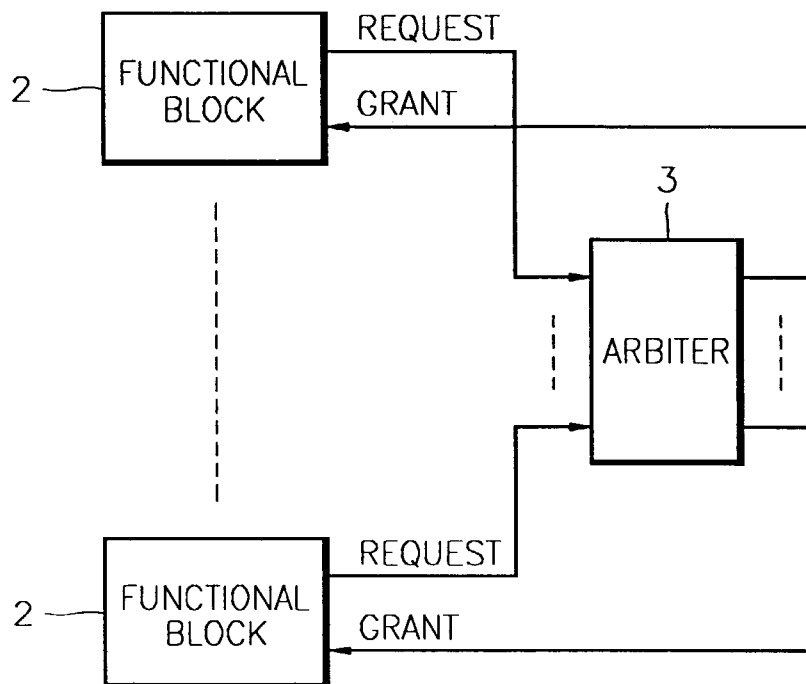 REQUEST
2
FUNCTIONAL
BLOCK
GRANT
3
ARBITER
REQUEST
2
FUNCTIONAL
BLOCK
GRANT